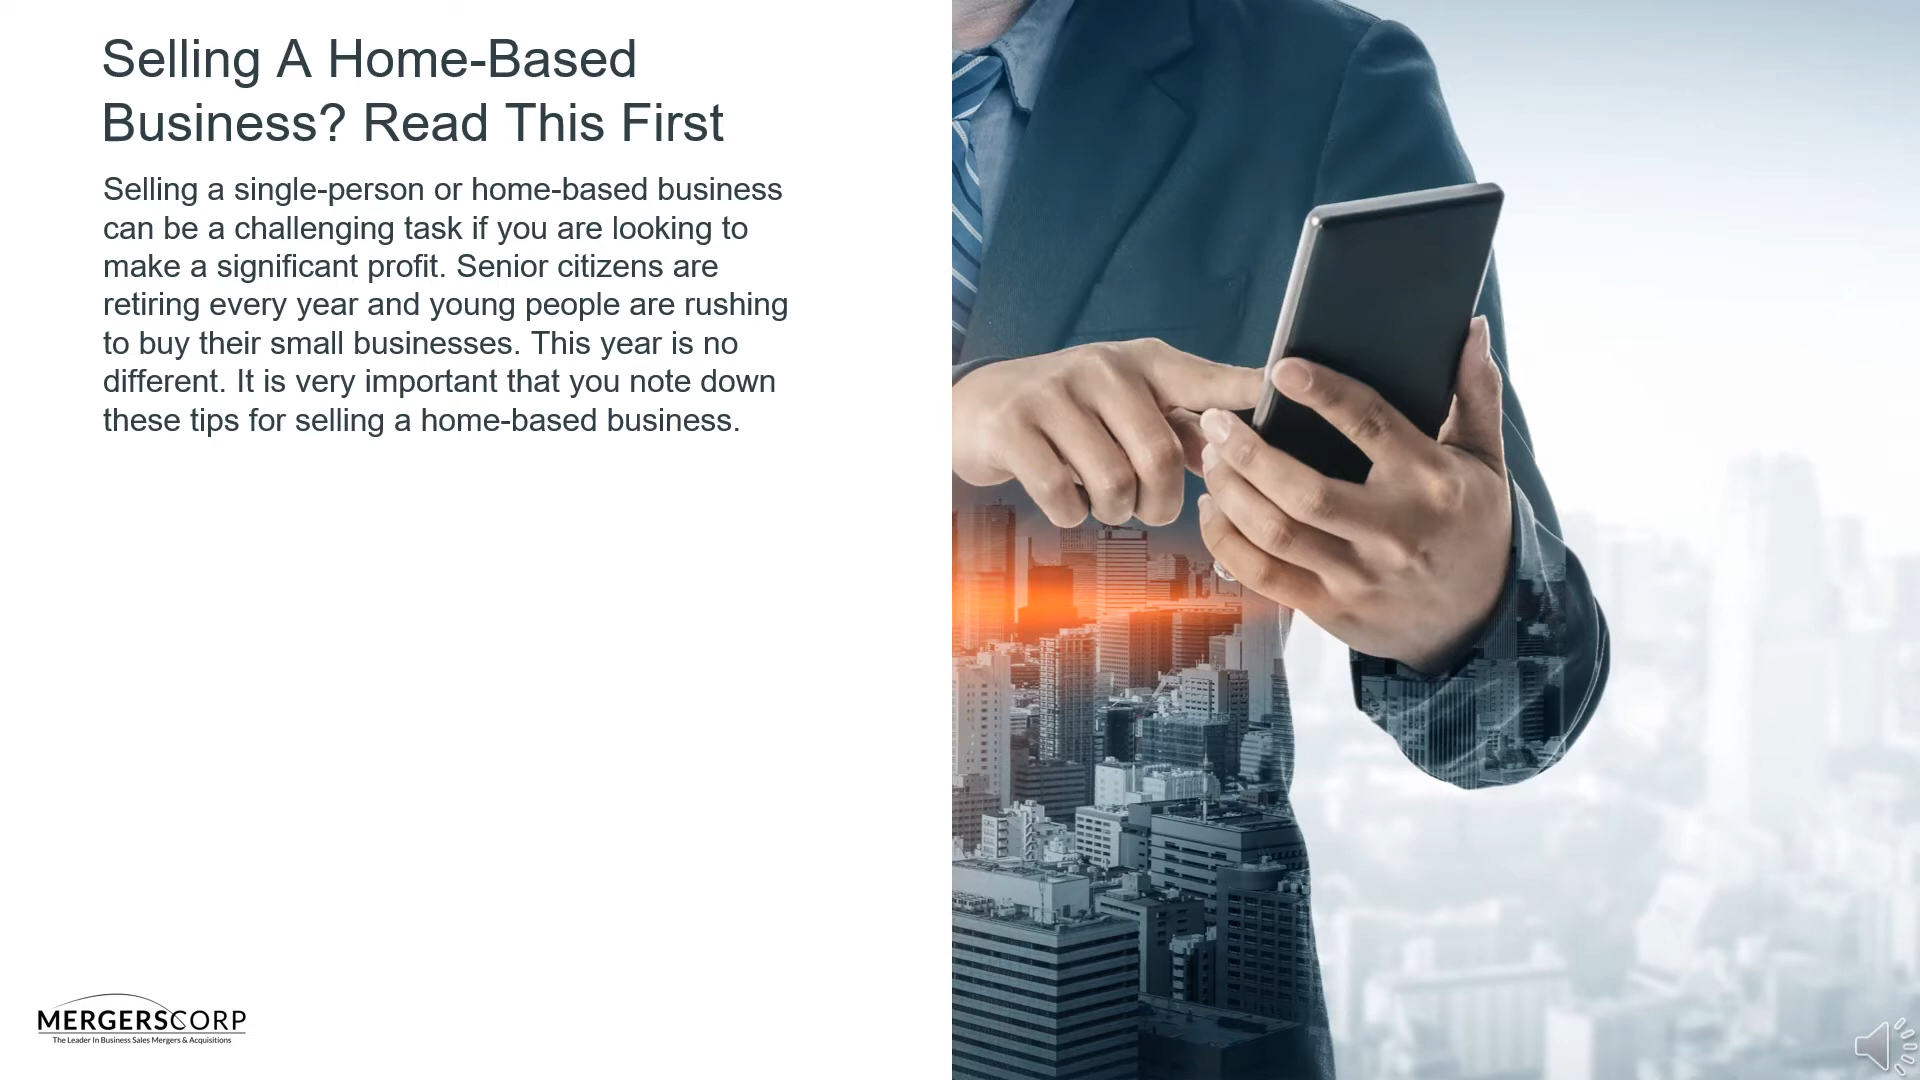 Selling A Home-Based
Business? Read This First
Selling a single-person or home-based business
can be a challenging task if you are looking to
make a significant profit. Senior citizens are
retiring every year and young people are rushing
to buy their small businesses. This year is no
different. It is very important that you note down
these tips for selling a home-based business.
MERGERSCORP
The Leader In Business Sales Mergers & Acquisitions